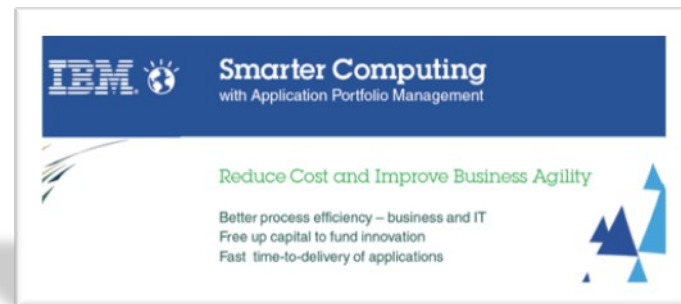 IBM. Smarter Computing
with Application Portfolio Management
Reduce Cost and Improve Business Agility
Better process efficiency – business and IT
Free up capital to fund innovation
Fast time-to-delivery of applications